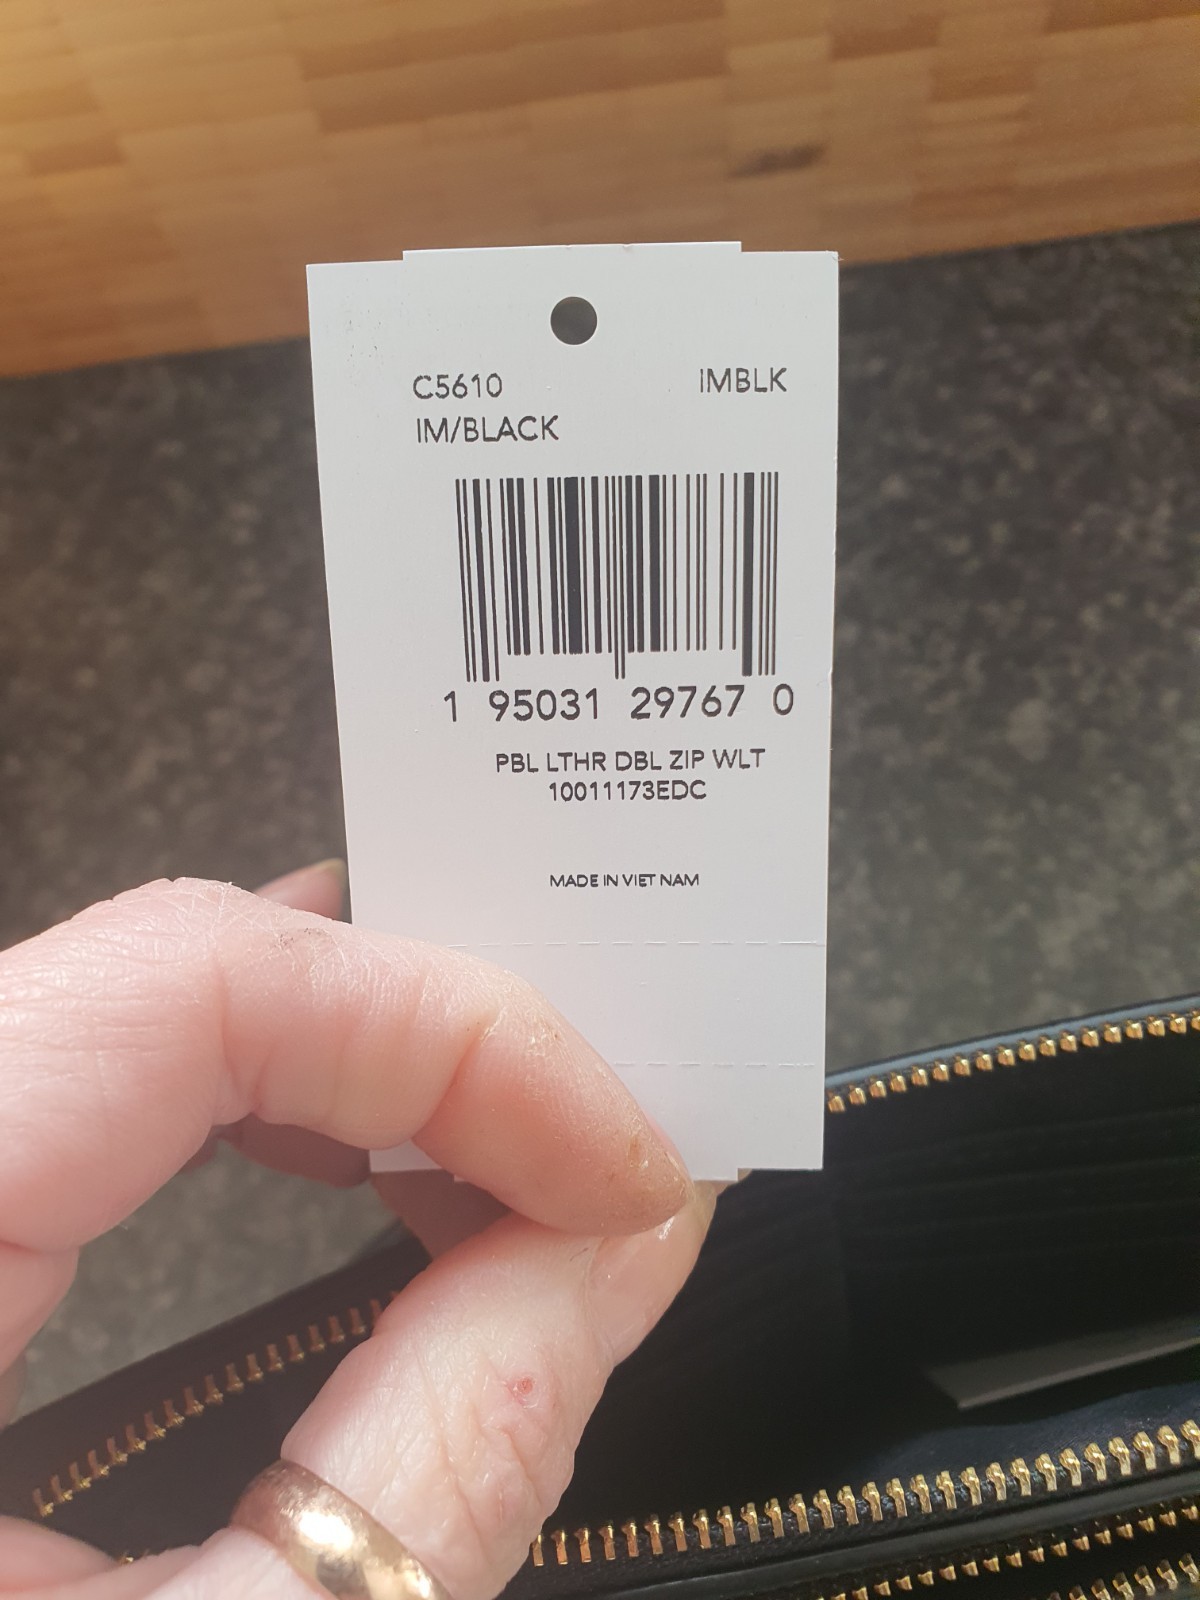 C5610 IMBLK
IM/BLACK
1 95031 29767 0
PBL LTHR DBL ZIP WLT
10011173EDC
MADE IN VIET NAM